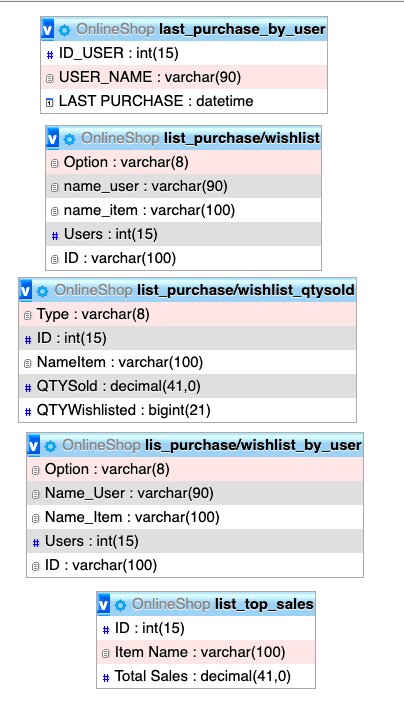 v OnlineShop last_purchase_by_user
# ID_USER : int(15)
USER_NAME : varchar(90)
LAST PURCHASE : datetime
v OnlineShop list_purchase/wishlist
Option : varchar(8)
name_user : varchar(90)
name_item : varchar(100)
# Users : int(15)
ID : varchar(100)
v OnlineShop list_purchase/wishlist_qtysold
Type : varchar(8)
# ID : int(15)
NameItem : varchar(100)
# QTYSold : decimal(41,0)
# QTYWishlisted : bigint(21)
v OnlineShop lis_purchase/wishlist_by_user
Option : varchar(8)
Name_User : varchar(90)
Name_Item : varchar(100)
# Users : int(15)
ID : varchar(100)
v OnlineShop list_top_sales
# ID : int(15)
Item Name : varchar(100)
# Total Sales : decimal(41,0)